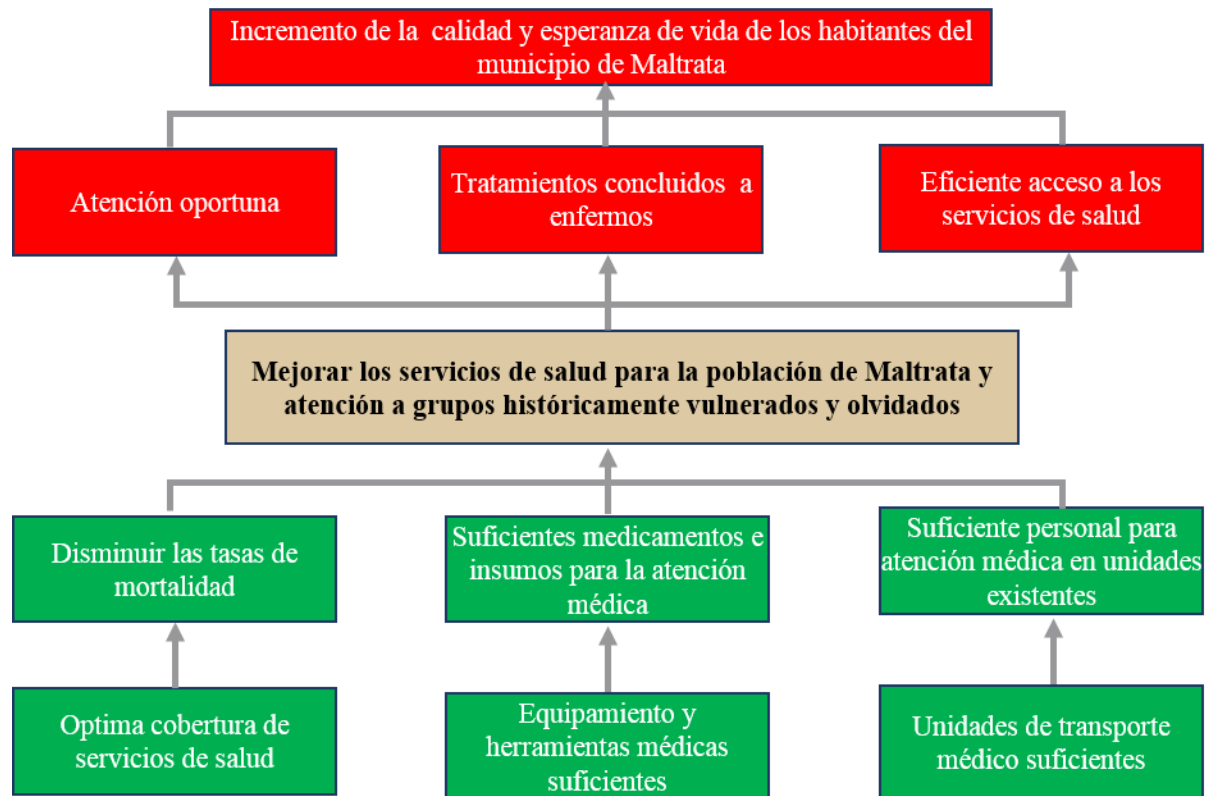 Incremento de la calidad y esperanza de vida de los habitantes del
municipio de Maltrata
Atención oportuna
Tratamientos concluidos a
enfermos
Eficiente acceso a los
servicios de salud
Mejorar los servicios de salud para la población de Maltrata y
atención a grupos históricamente vulnerados y olvidados
Disminuir las tasas de
mortalidad
Suficientes medicamentos e
insumos para la atención
médica
Suficiente personal para
atención médica en unidades
existentes
Optima cobertura de
servicios de salud
Equipamiento y
herramientas médicas
suficientes
Unidades de transporte
médico suficientes